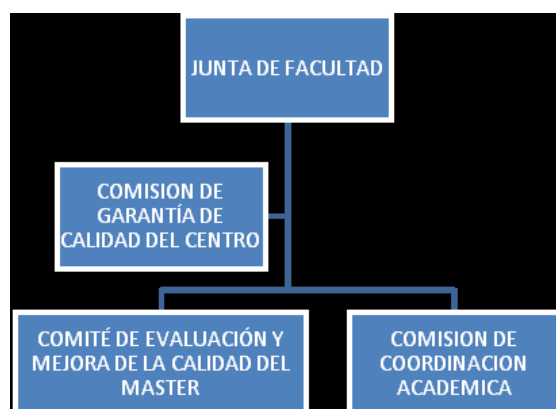 JUNTA DE FACULTAD
COMISION DE
GARANTÍA DE
CALIDAD DEL CENTRO
COMITÉ DE EVALUACIÓN Y
MEJORA DE LA CALIDAD DEL
MASTER
COMISION DE
COORDINACION
ACADEMICA